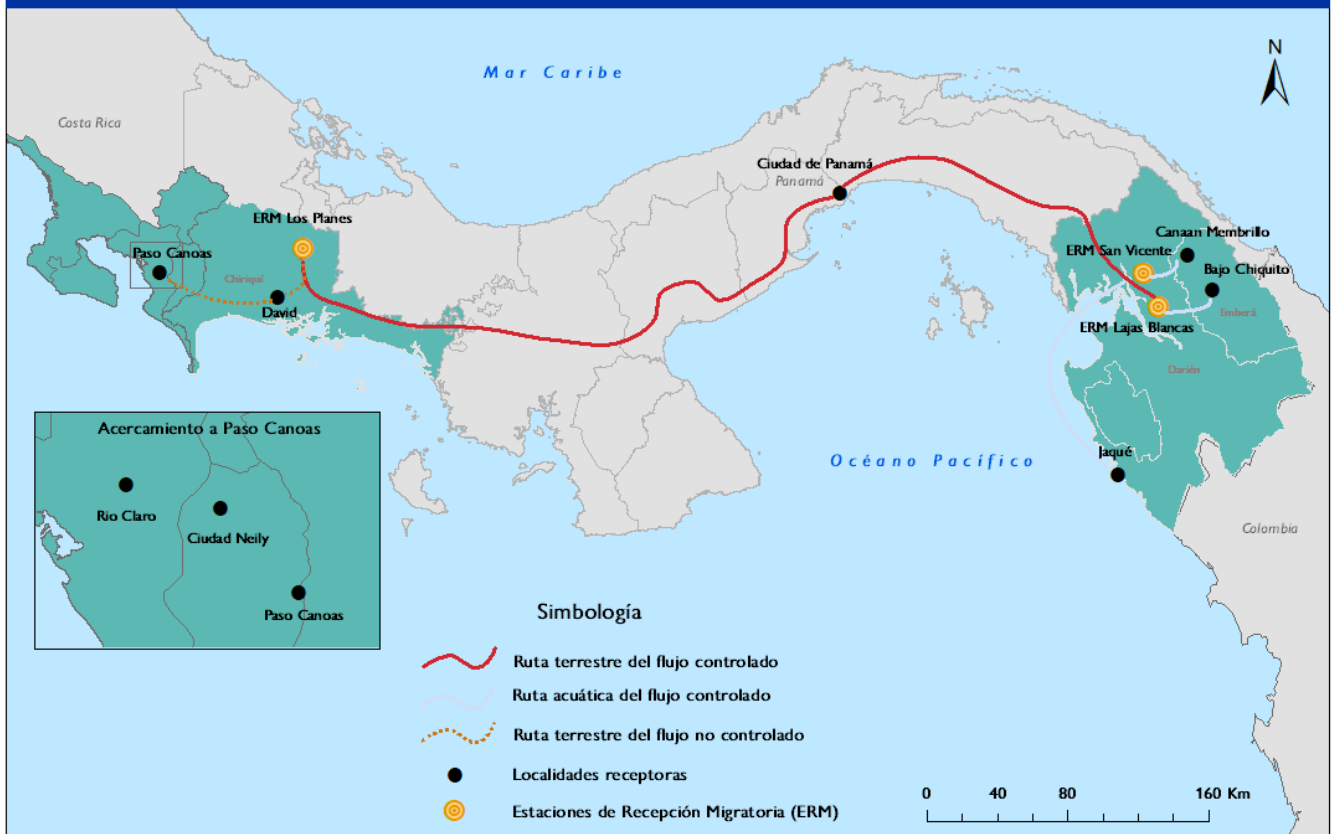 N
Mar Caribe
Costa Rica
Ciudad de Panamá
Panamá
ERM Los Planes
Canaan Membrillo
ERM San Vicente
Paso Canoas
Bajo Chiquito
Chiriquí
David
Emberá
ERM Lajas Blancas
Darién
Acercamiento a Paso Canoas
Jaqué
Océano Pacífico
Rio Claro
Colombia
Ciudad Neily
Paso Canoas
Simbología
Ruta terrestre del flujo controlado
Ruta acuática del flujo controlado
Ruta terrestre del flujo no controlado
Localidades receptoras
Estaciones de Recepción Migratoria (ERM)
0 40 80 160 Km